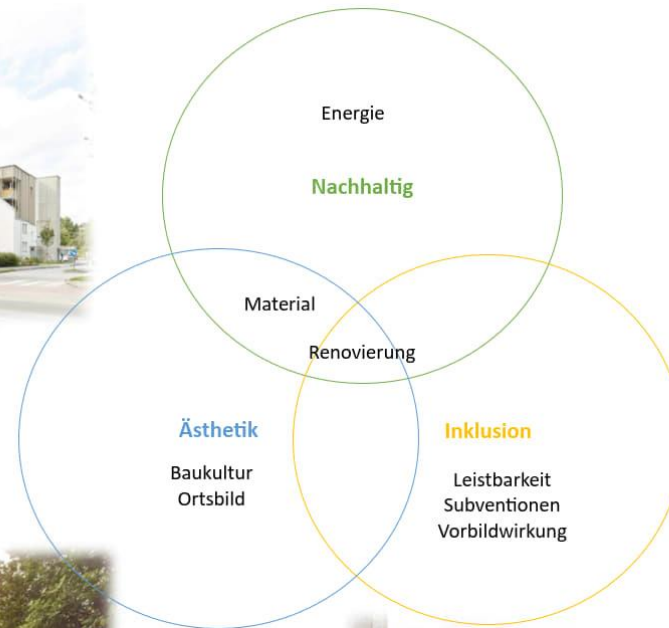 Energie
Nachhaltig
Material
Renovierung
Ästhetik
Baukultur
Ortsbild
Inklusion
Leistbarkeit
Subventionen
Vorbildwirkung